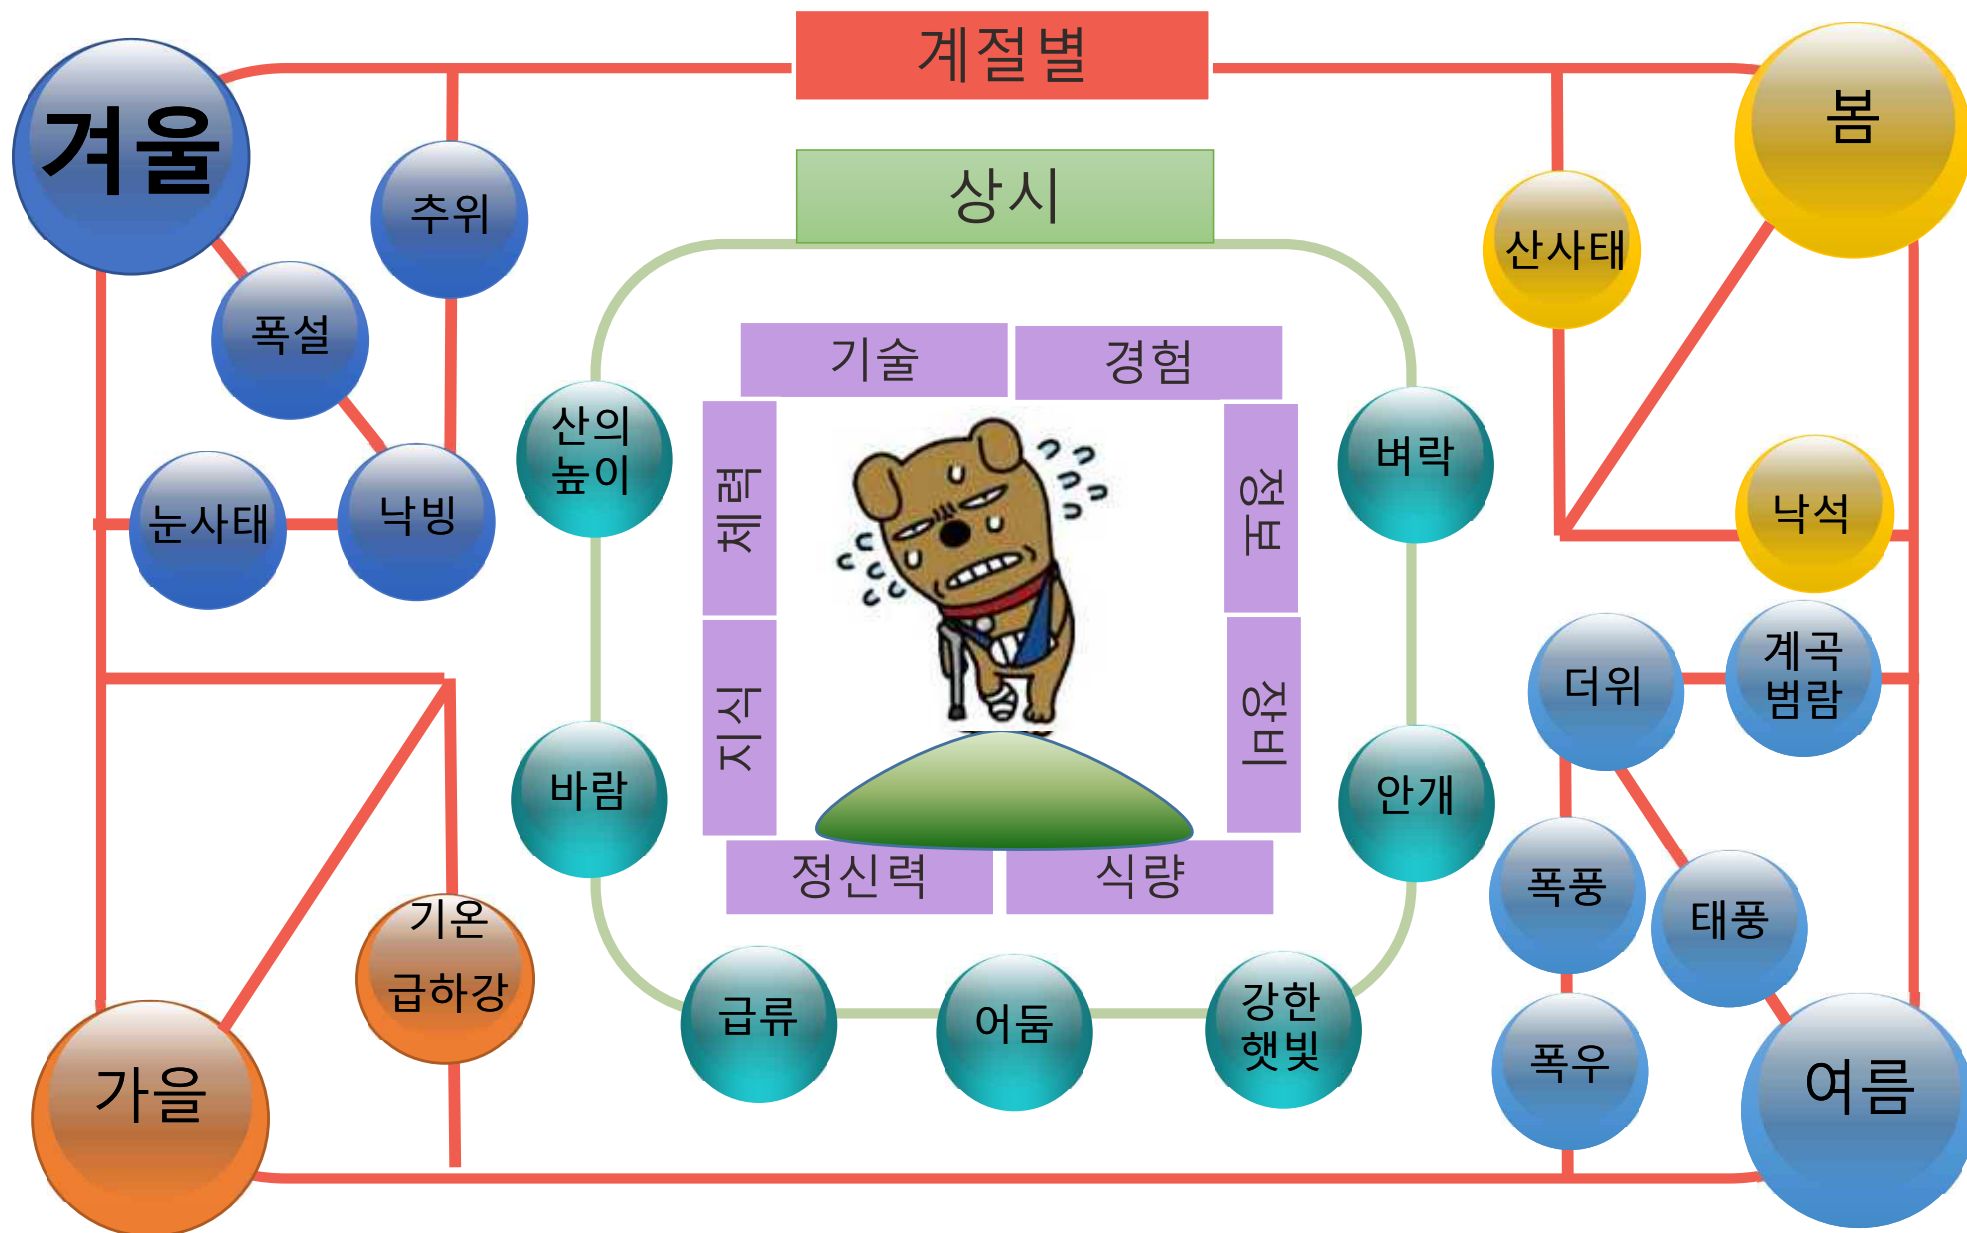 계절별
상시
겨울
추위
폭설
눈사태
낙빙
봄
산사태
낙석
기술
경험
체력
지식
정보
장비
정신력
식량
산의
높이
바람
벼락
안개
급류
어둠
강한
햇빛
더위
계곡
범람
폭풍
태풍
폭우
여름
기온
급하강
가을